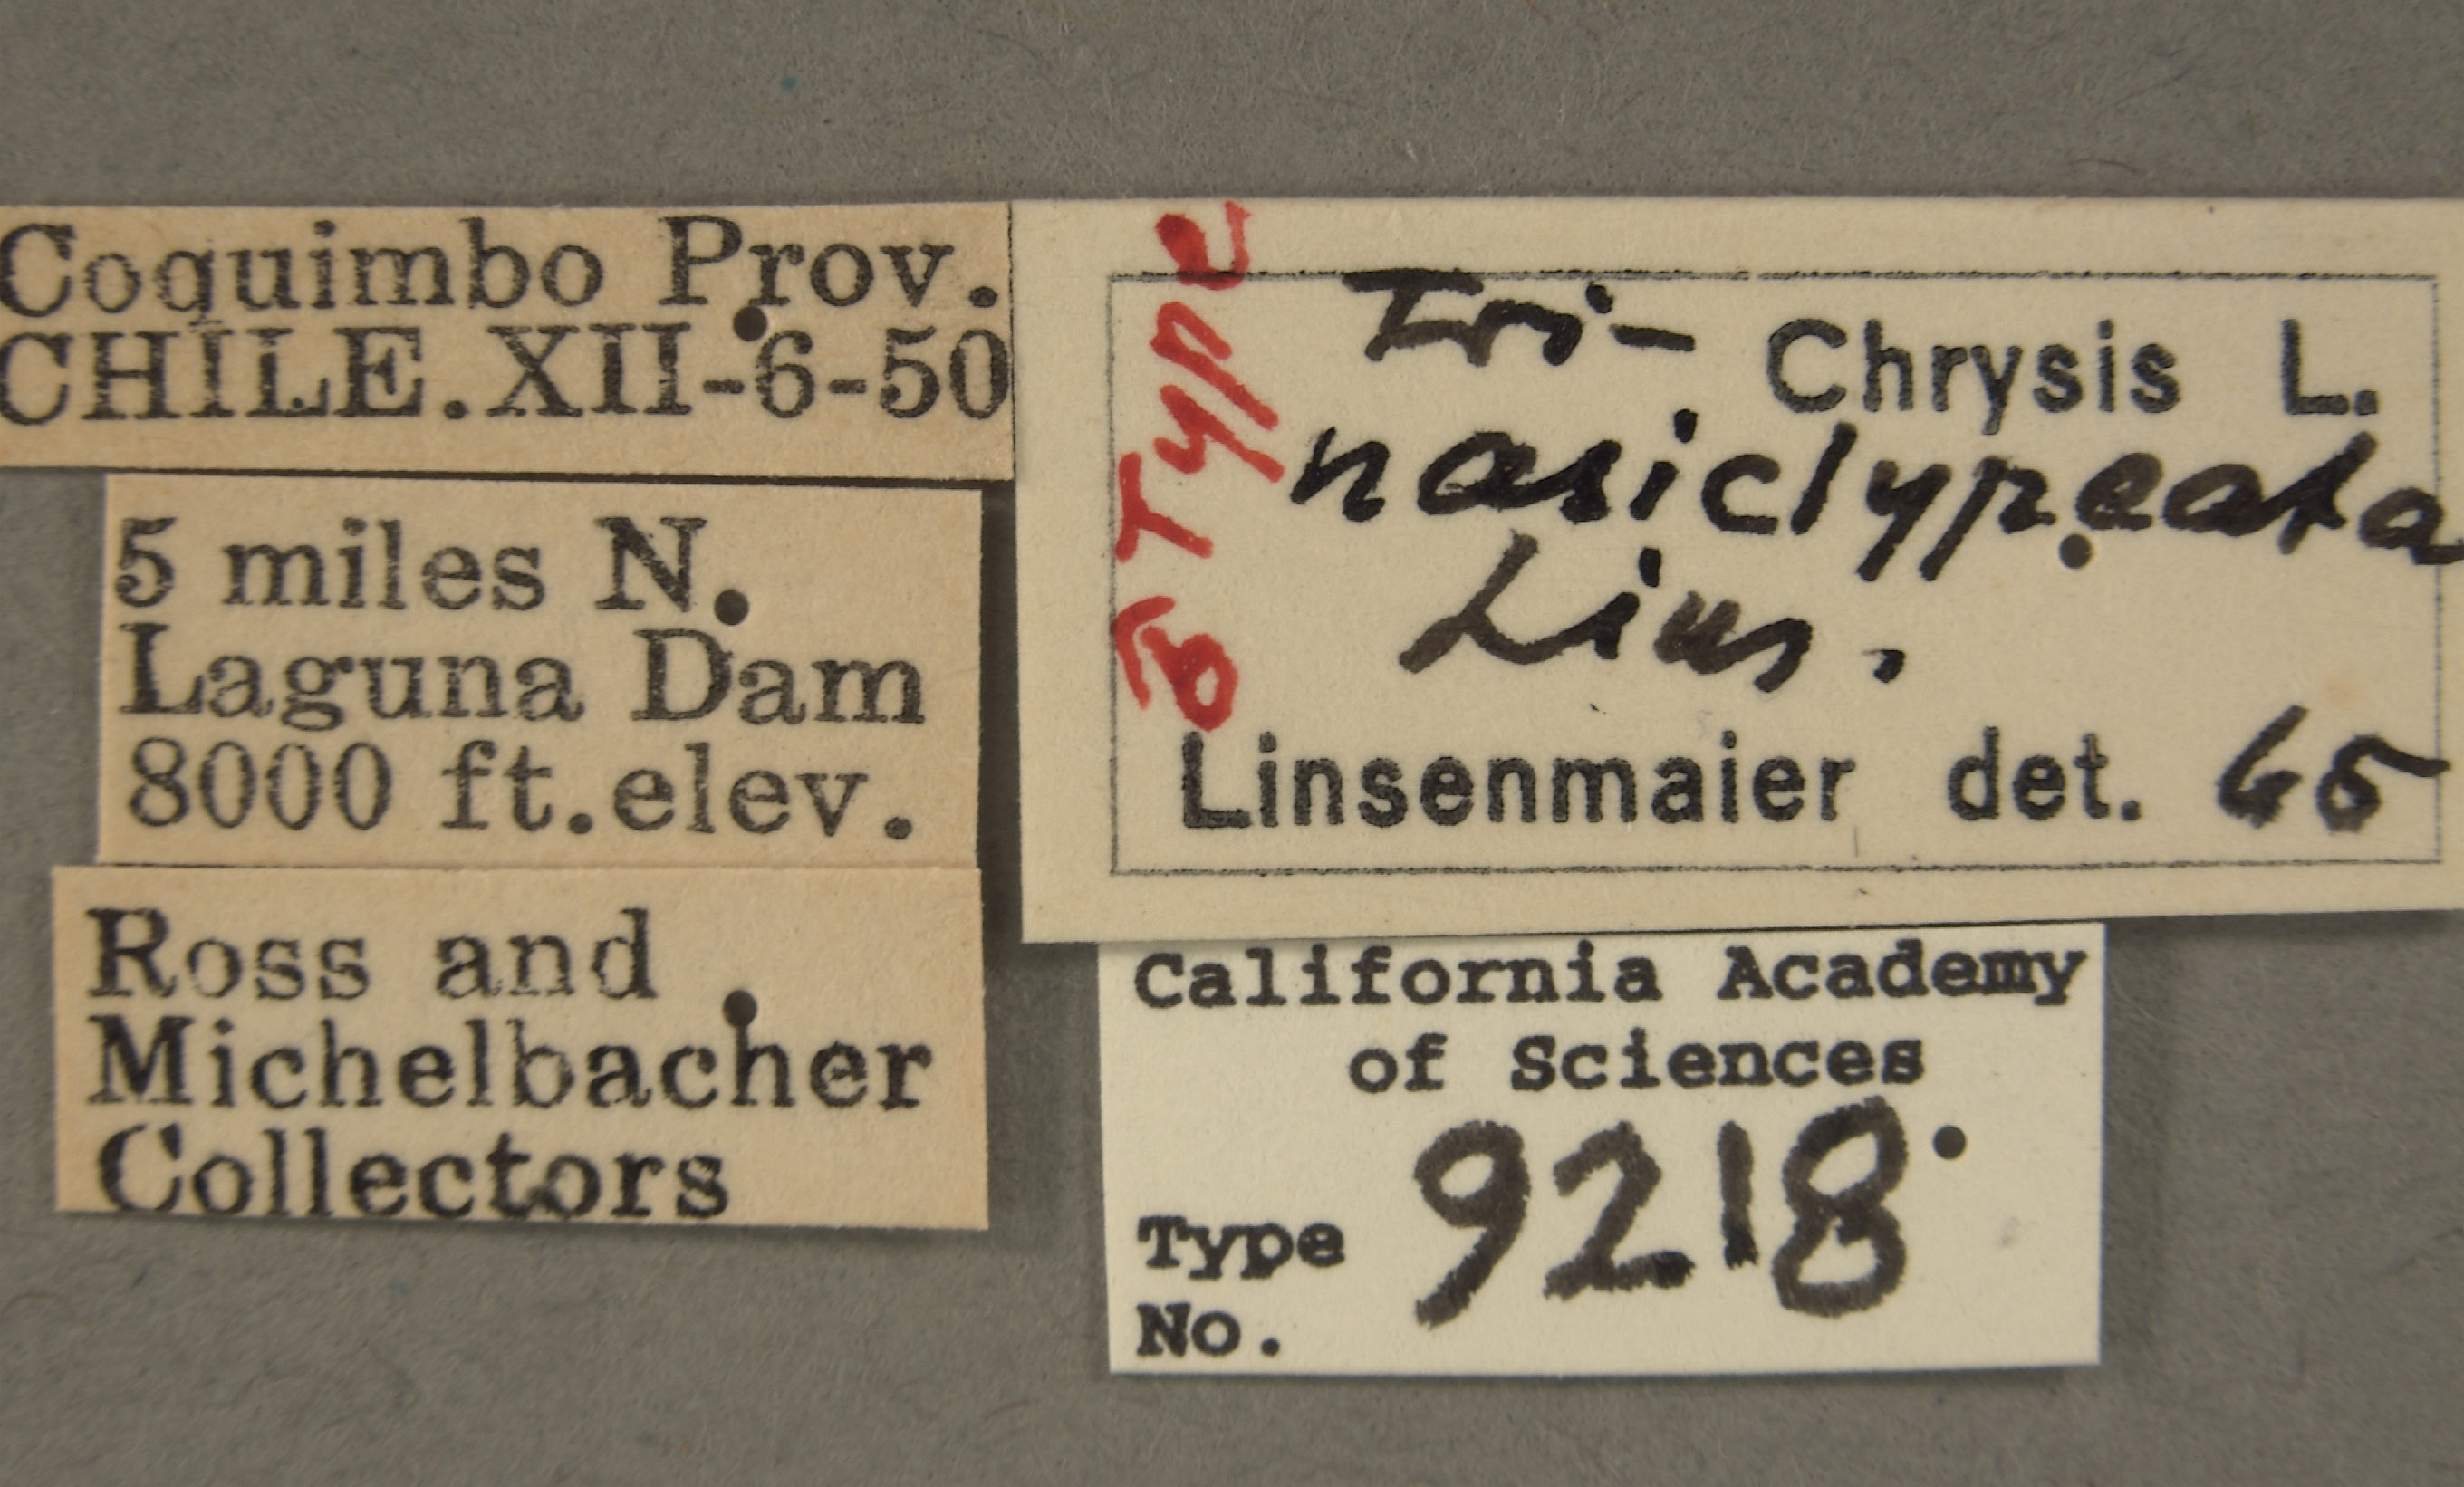 Coquimbo Prov.
CHILE.XII-6-50
5 miles N.
Laguna Dam
8000 ft.elev.
Ross and
Michelbacher
Collectors
♂ Type
Tri- Chrysis L.
nasiclypeata
Lins.
Linsenmaier det. 65
California Academy
of Sciences
Type
No. 9218